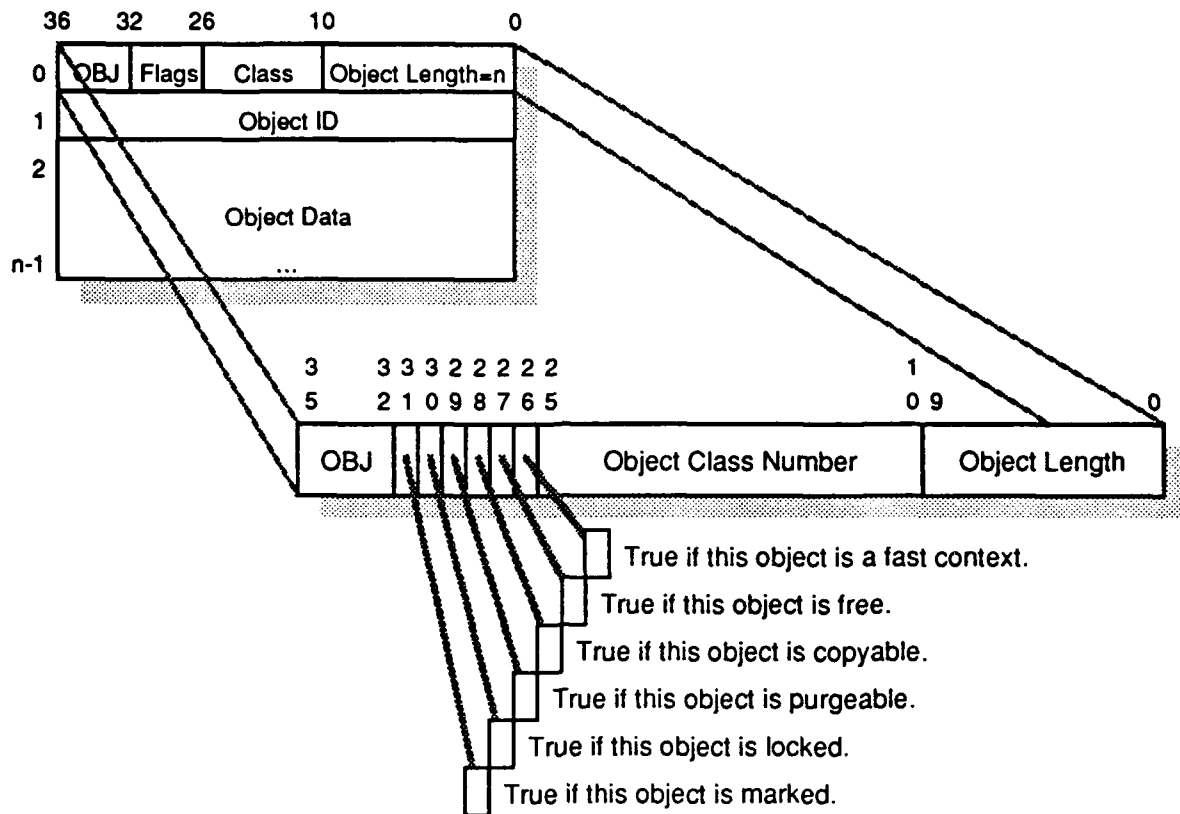 36 32 26 10 0
0 OBJ Flags Class Object Length=n
1 Object ID
2
Object Data
n-1 ...
3 3 3 3 2 2 2 2 2 1
5 2 1 0 9 8 7 6 5 0 9 0
OBJ Object Class Number Object Length
True if this object is a fast context.
True if this object is free.
True if this object is copyable.
True if this object is purgeable.
True if this object is locked.
True if this object is marked.